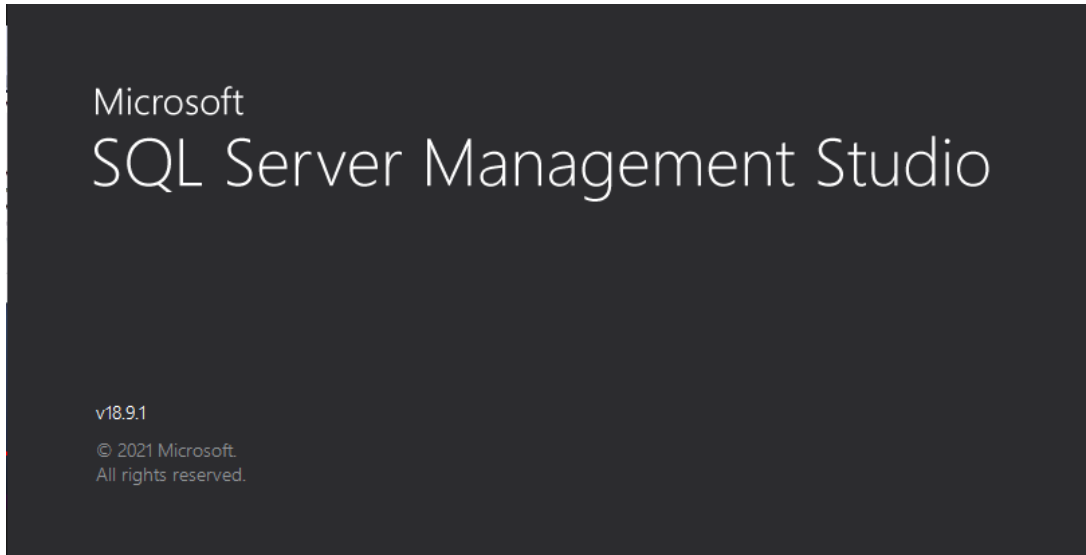 Microsoft
SQL Server Management Studio
v18.9.1
© 2021 Microsoft.
All rights reserved.